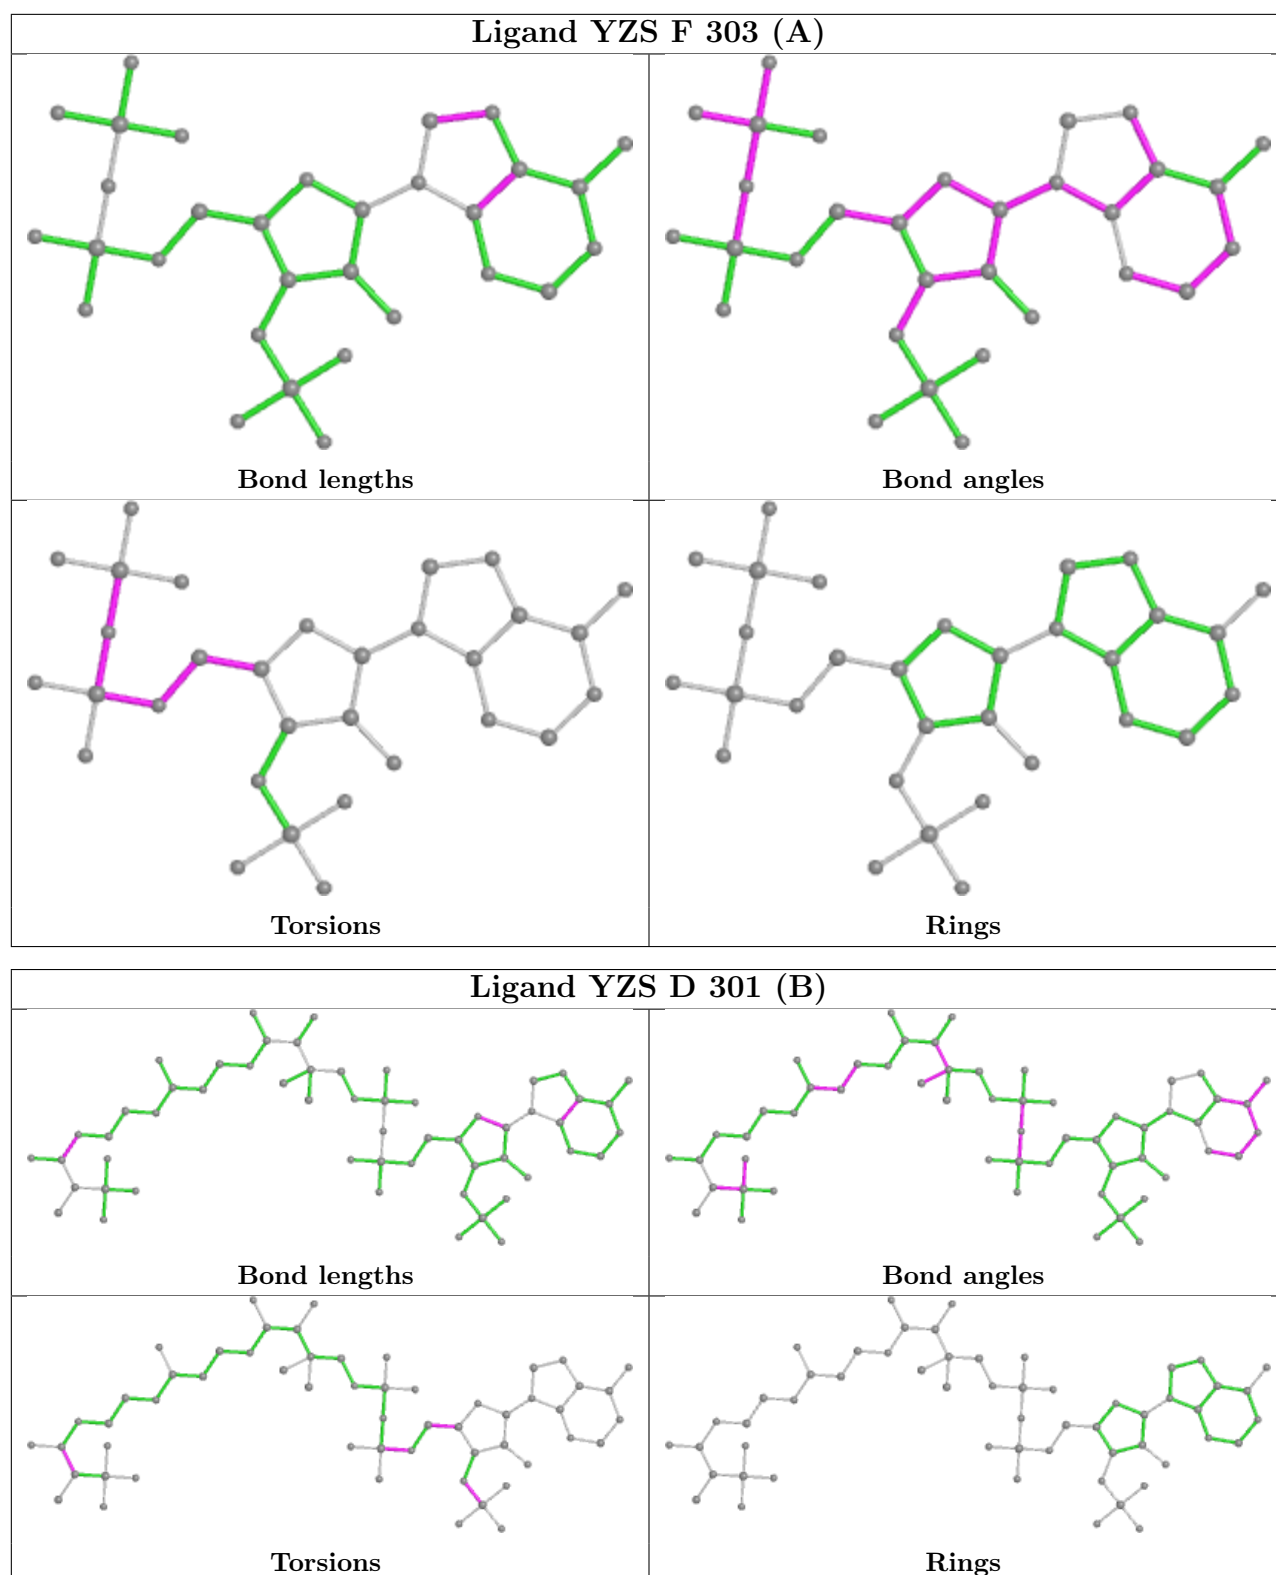 Ligand YZS F 303 (A)
Bond lengths
Bond angles
Torsions
Rings
Ligand YZS D 301 (B)
Bond lengths
Bond angles
Torsions
Rings